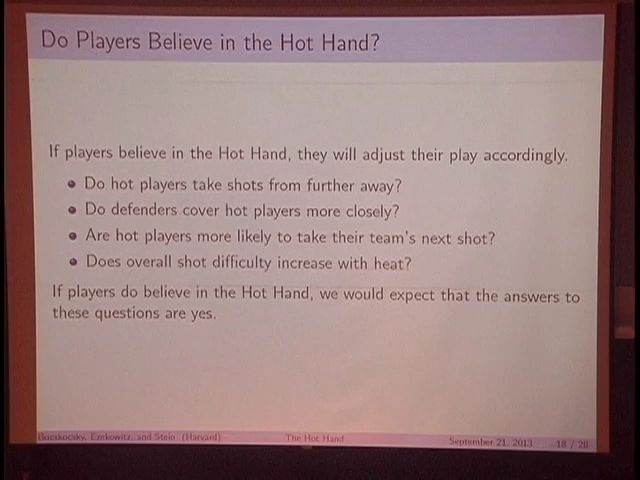 Do Players Believe in the Hot Hand?
If players believe in the Hot Hand, they will adjust their play accordingly.
Do hot players take shots from further away?
Do defenders cover hot players more closely?
Are hot players more likely to take their team's next shot?
Does overall shot difficulty increase with heat?
If players do believe in the Hot Hand, we would expect that the answers to
these questions are yes.
Bocskocsky, Ezekowitz, and Stein (Harvard) The Hot Hand September 21, 2013 18 / 28